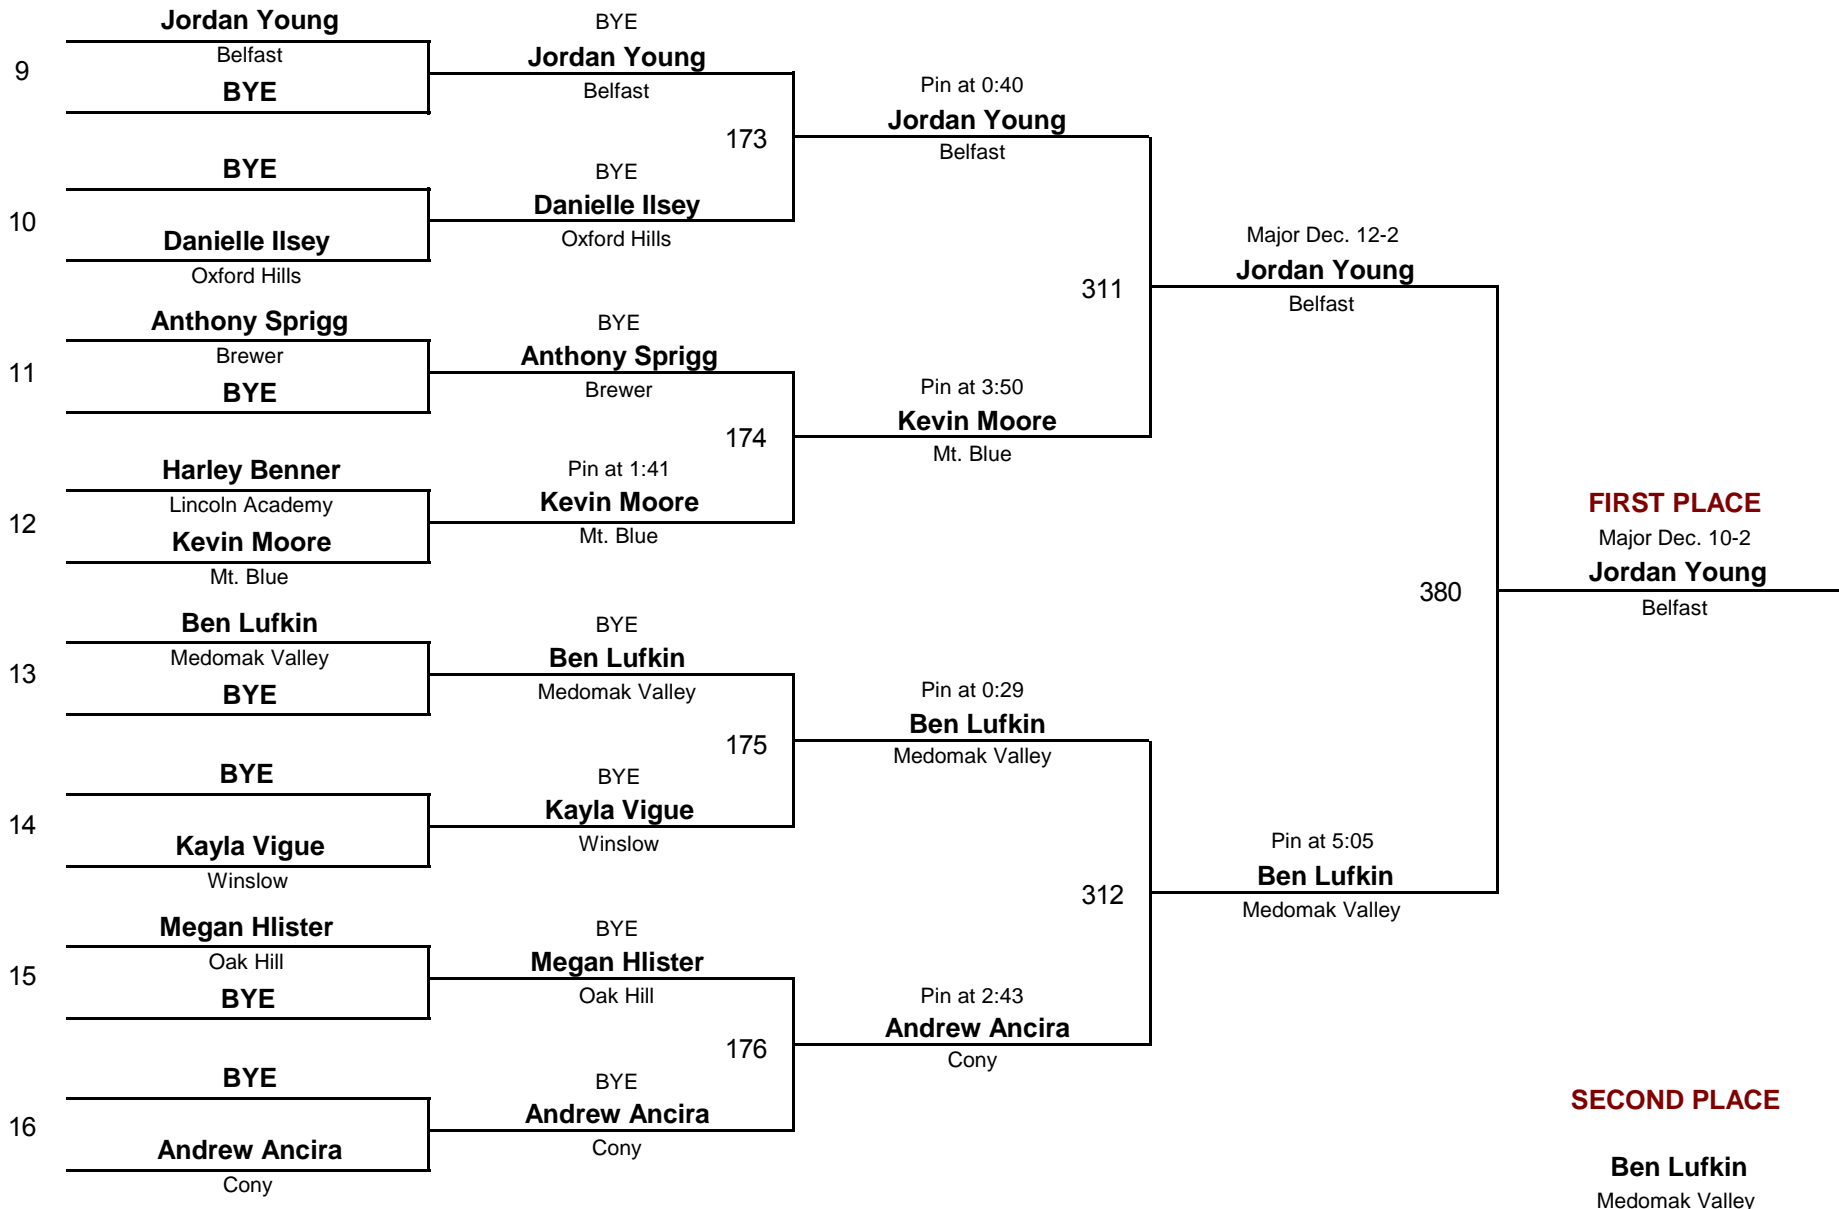 Jordan Young
Belfast
9
BYE
BYE
10
Danielle Ilsey
Oxford Hills
Anthony Sprigg
Brewer
11
BYE
Harley Benner
Lincoln Academy
12
Kevin Moore
Mt. Blue
Ben Lufkin
Medomak Valley
13
BYE
BYE
14
Kayla Vigue
Winslow
Megan Hlister
Oak Hill
15
BYE
BYE
16
Andrew Ancira
Cony
BYE
Jordan Young
Belfast
173
BYE
Danielle Ilsey
Oxford Hills
BYE
Anthony Sprigg
Brewer
174
Pin at 1:41
Kevin Moore
Mt. Blue
BYE
Ben Lufkin
Medomak Valley
175
BYE
Kayla Vigue
Winslow
BYE
Megan Hlister
Oak Hill
176
BYE
Andrew Ancira
Cony
Pin at 0:40
Jordan Young
Belfast
311
Pin at 3:50
Kevin Moore
Mt. Blue
Pin at 0:29
Ben Lufkin
Medomak Valley
312
Pin at 2:43
Andrew Ancira
Cony
Major Dec. 12-2
Jordan Young
Belfast
380
Pin at 5:05
Ben Lufkin
Medomak Valley
FIRST PLACE
Major Dec. 10-2
Jordan Young
Belfast
SECOND PLACE
Ben Lufkin
Medomak Valley